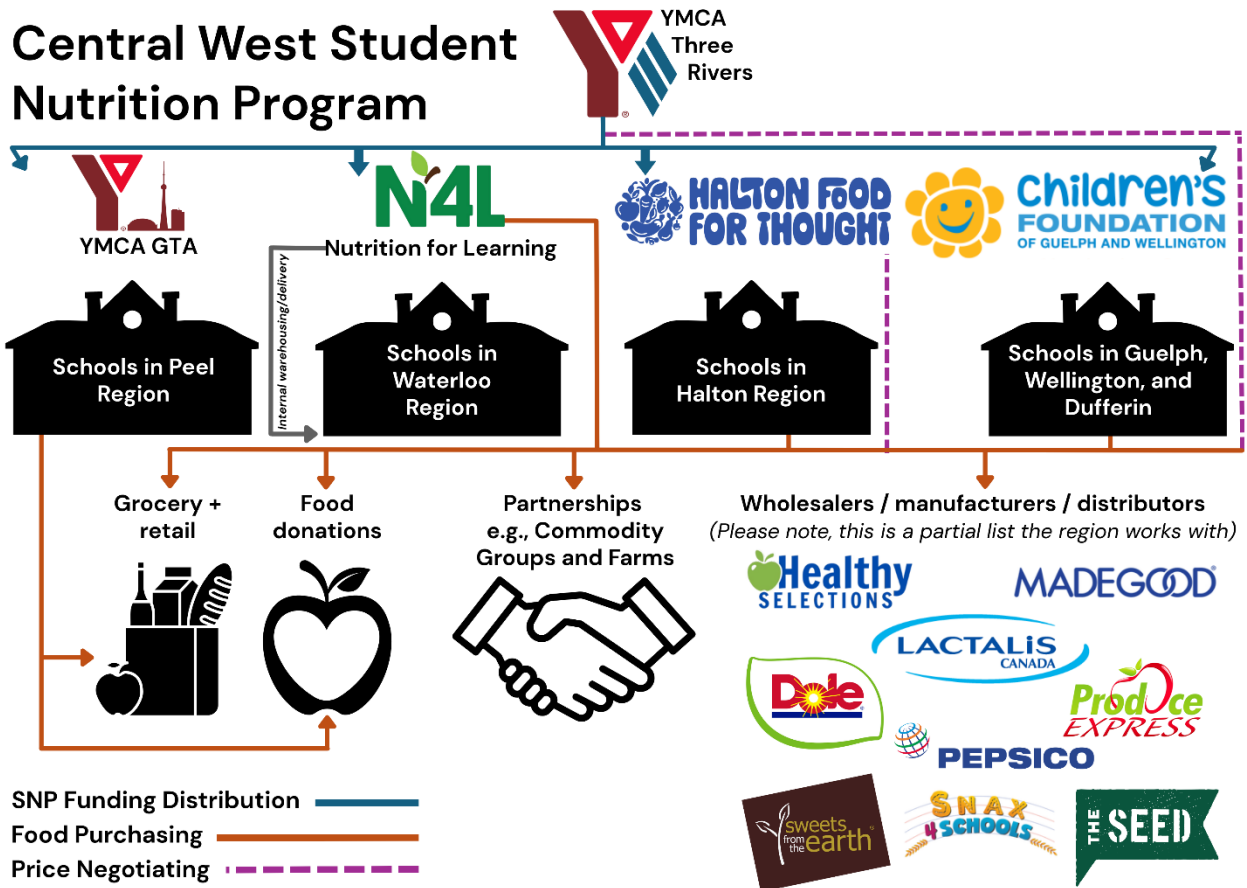 Central West Student
Nutrition Program
YMCA
Three
Rivers
®
YMCA GTA
N4L
Nutrition for Learning
HALTON FOOD
FOR THOUGHT
Children's
FOUNDATION
OF GUELPH AND WELLINGTON
Internal warehousing/delivery
Schools in Peel
Region
Schools in
Waterloo
Region
Schools in
Halton Region
Schools in Guelph,
Wellington, and
Dufferin
Grocery +
retail
Food
donations
Partnerships
e.g., Commodity
Groups and Farms
Wholesalers / manufacturers / distributors
(Please note, this is a partial list the region works with)
Healthy
SELECTIONS
MADEGOOD®
LACTALIS
CANADA
Dole
Produce
EXPRESS
PEPSICO
sweets
from
the earth™
SNAX
4 SCHOOLS
THE SEED
SNP Funding Distribution
Food Purchasing
Price Negotiating